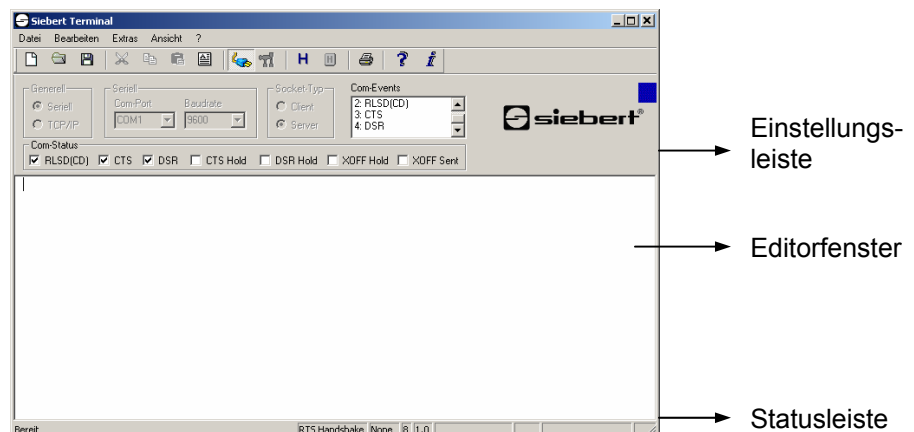 Siebert Terminal
Datei Bearbeiten Extras Ansicht ?
H H ? i
Generell Seriell Socket-Typ Com-Events
Seriell Com-Port Baudrate Client 2: RLSD(CD)
3: CTS
TCP/IP COM1 9600 Server 4: DSR
siebert®
Com-Status
RLSD(CD) CTS DSR CTS Hold DSR Hold XOFF Hold XOFF Sent
Einstellungs-
leiste
Editorfenster
Bereit RTS Handshake None 8 1.0
Statusleiste